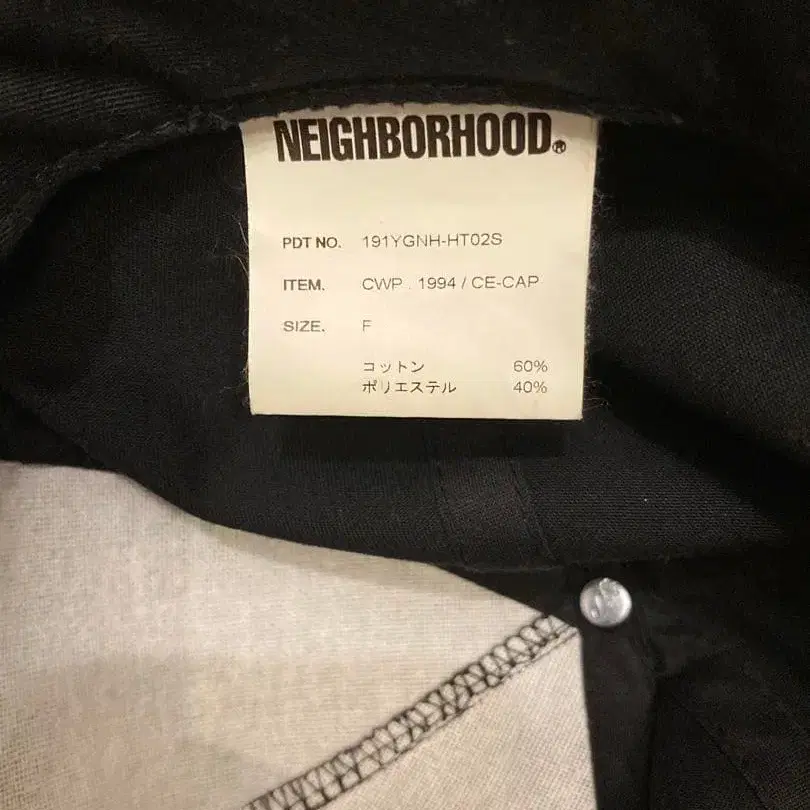 NEIGHBORHOOD®
PDT NO. 191YGNH-HT02S
ITEM. CWP . 1994 / CE-CAP
SIZE. F
コットン 60%
ポリエステル 40%